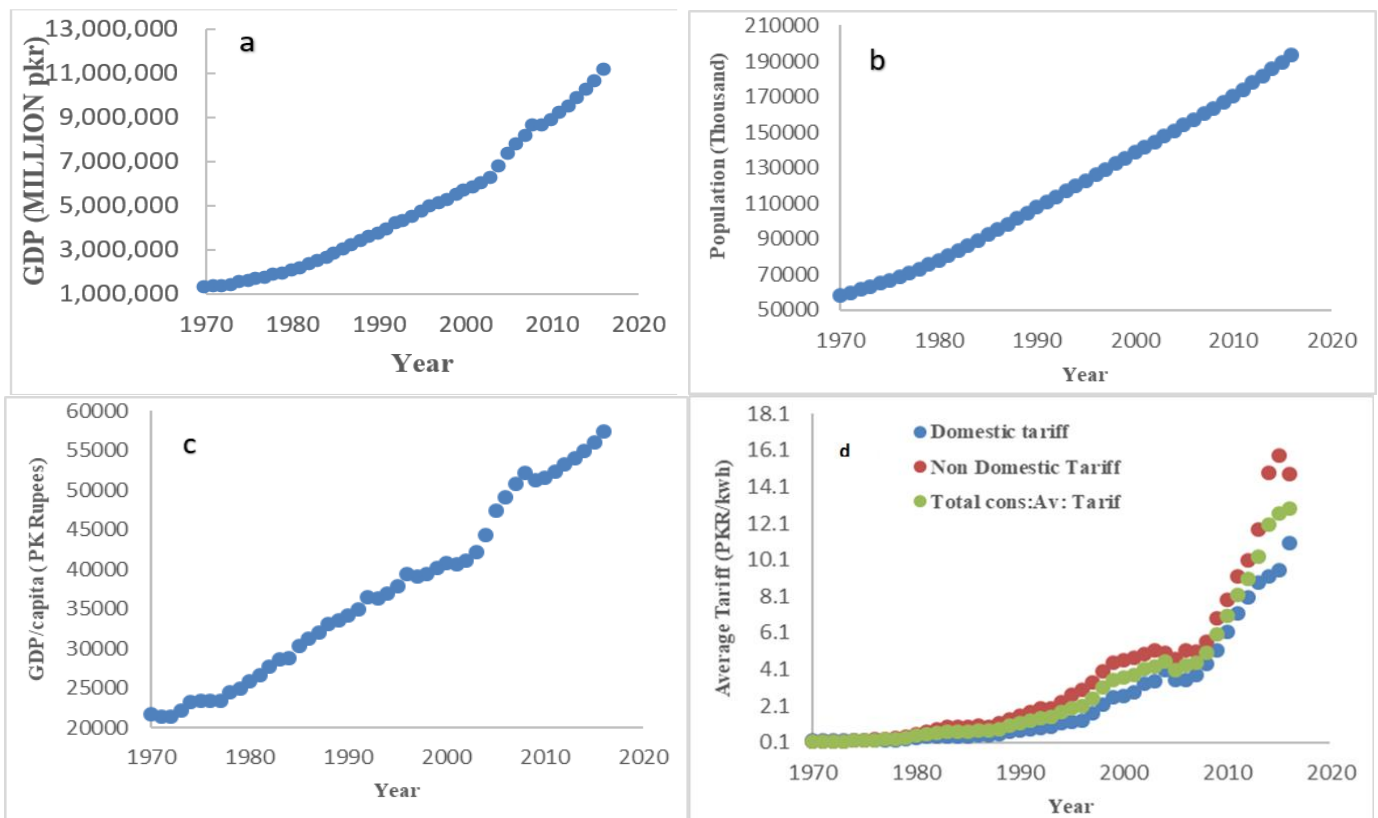 a
GDP (MILLION pkr)
13,000,000
11,000,000
9,000,000
7,000,000
5,000,000
3,000,000
1,000,000
1970 1980 1990 2000 2010 2020
Year
b
Population (Thousand)
210000
190000
170000
150000
130000
110000
90000
70000
50000
1970 1980 1990 2000 2010 2020
Year
c
GDP/capita ( PK Rupees)
60000
55000
50000
45000
40000
35000
30000
25000
20000
1970 1980 1990 2000 2010 2020
Year
d
Average Tariff (PKR/kwh)
18.1
16.1
14.1
12.1
10.1
8.1
6.1
4.1
2.1
0.1
Domestic tariff
Non Domestic Tariff
Total cons:Av: Tarif
1970 1980 1990 2000 2010 2020
Year